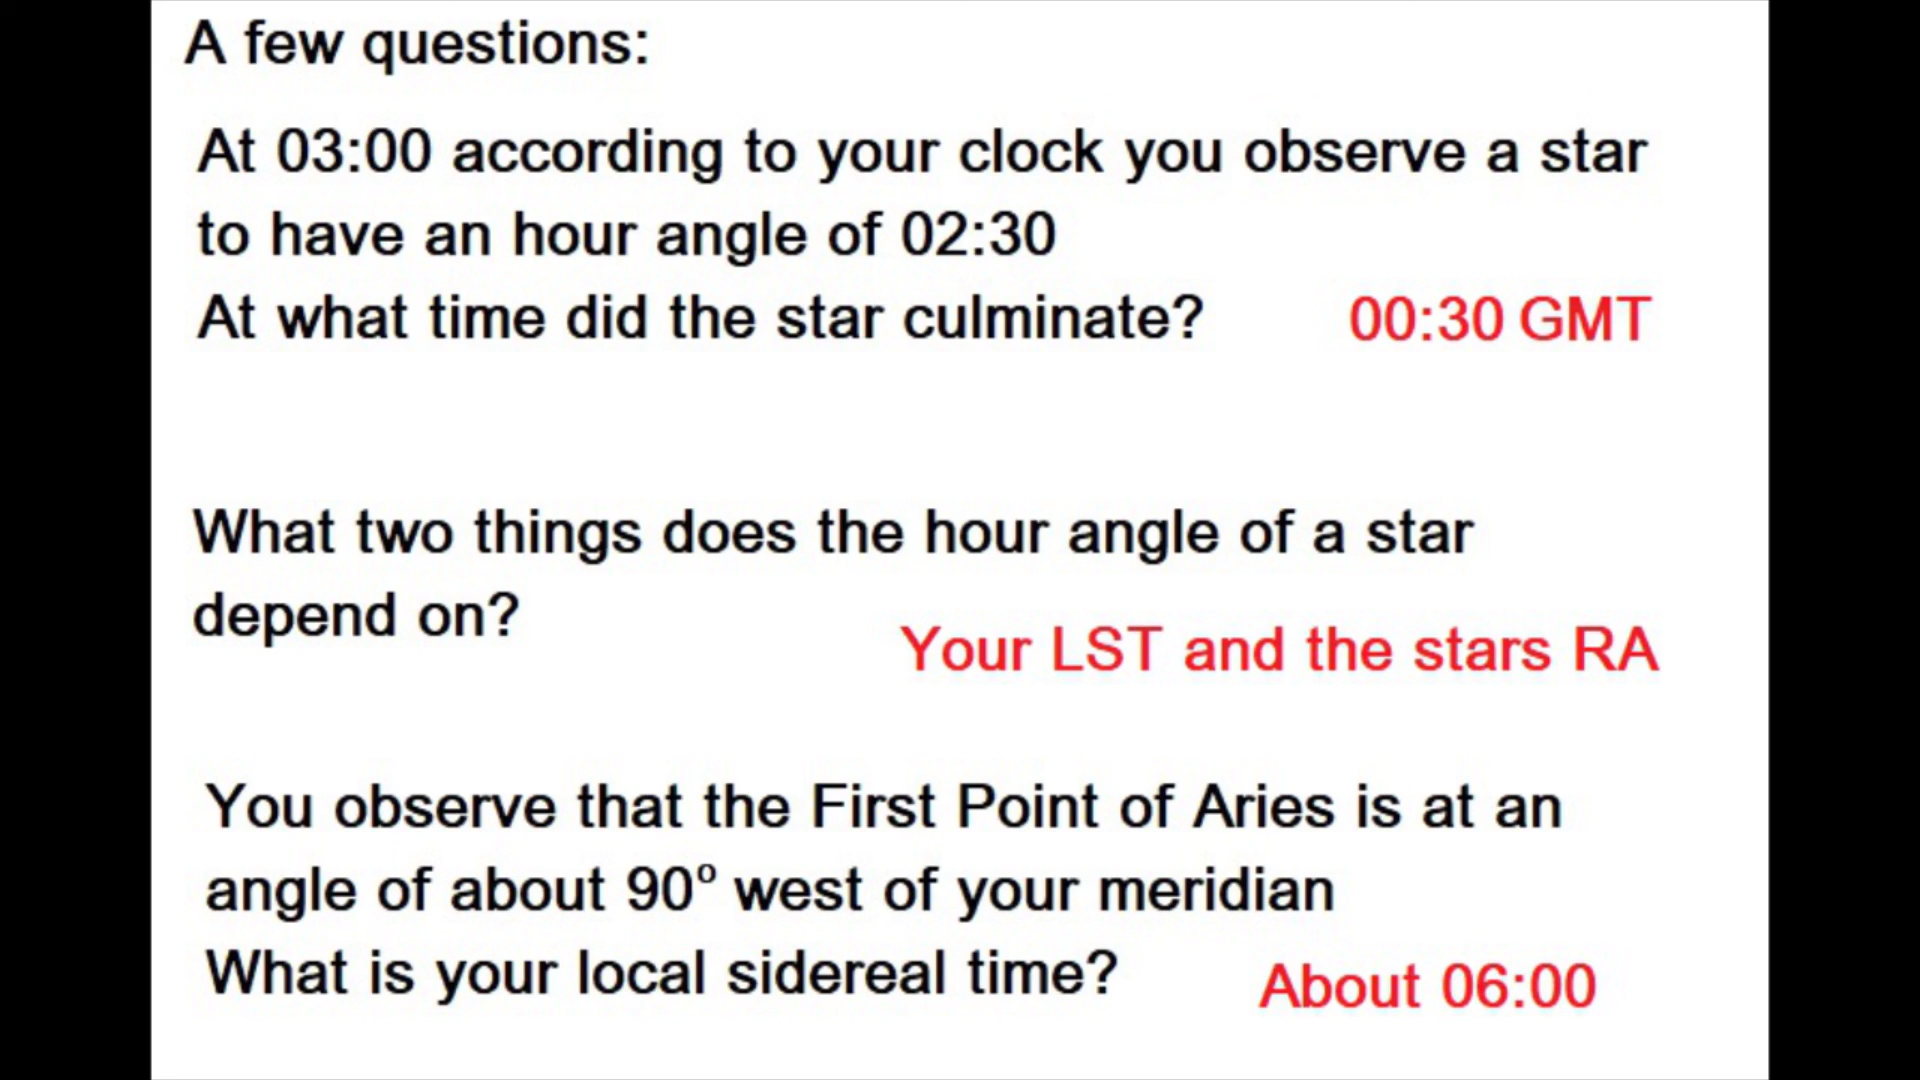 A few questions:
At 03:00 according to your clock you observe a star
to have an hour angle of 02:30
At what time did the star culminate? 00:30 GMT
What two things does the hour angle of a star
depend on?
Your LST and the stars RA
You observe that the First Point of Aries is at an
angle of about 90º west of your meridian
What is your local sidereal time? About 06:00